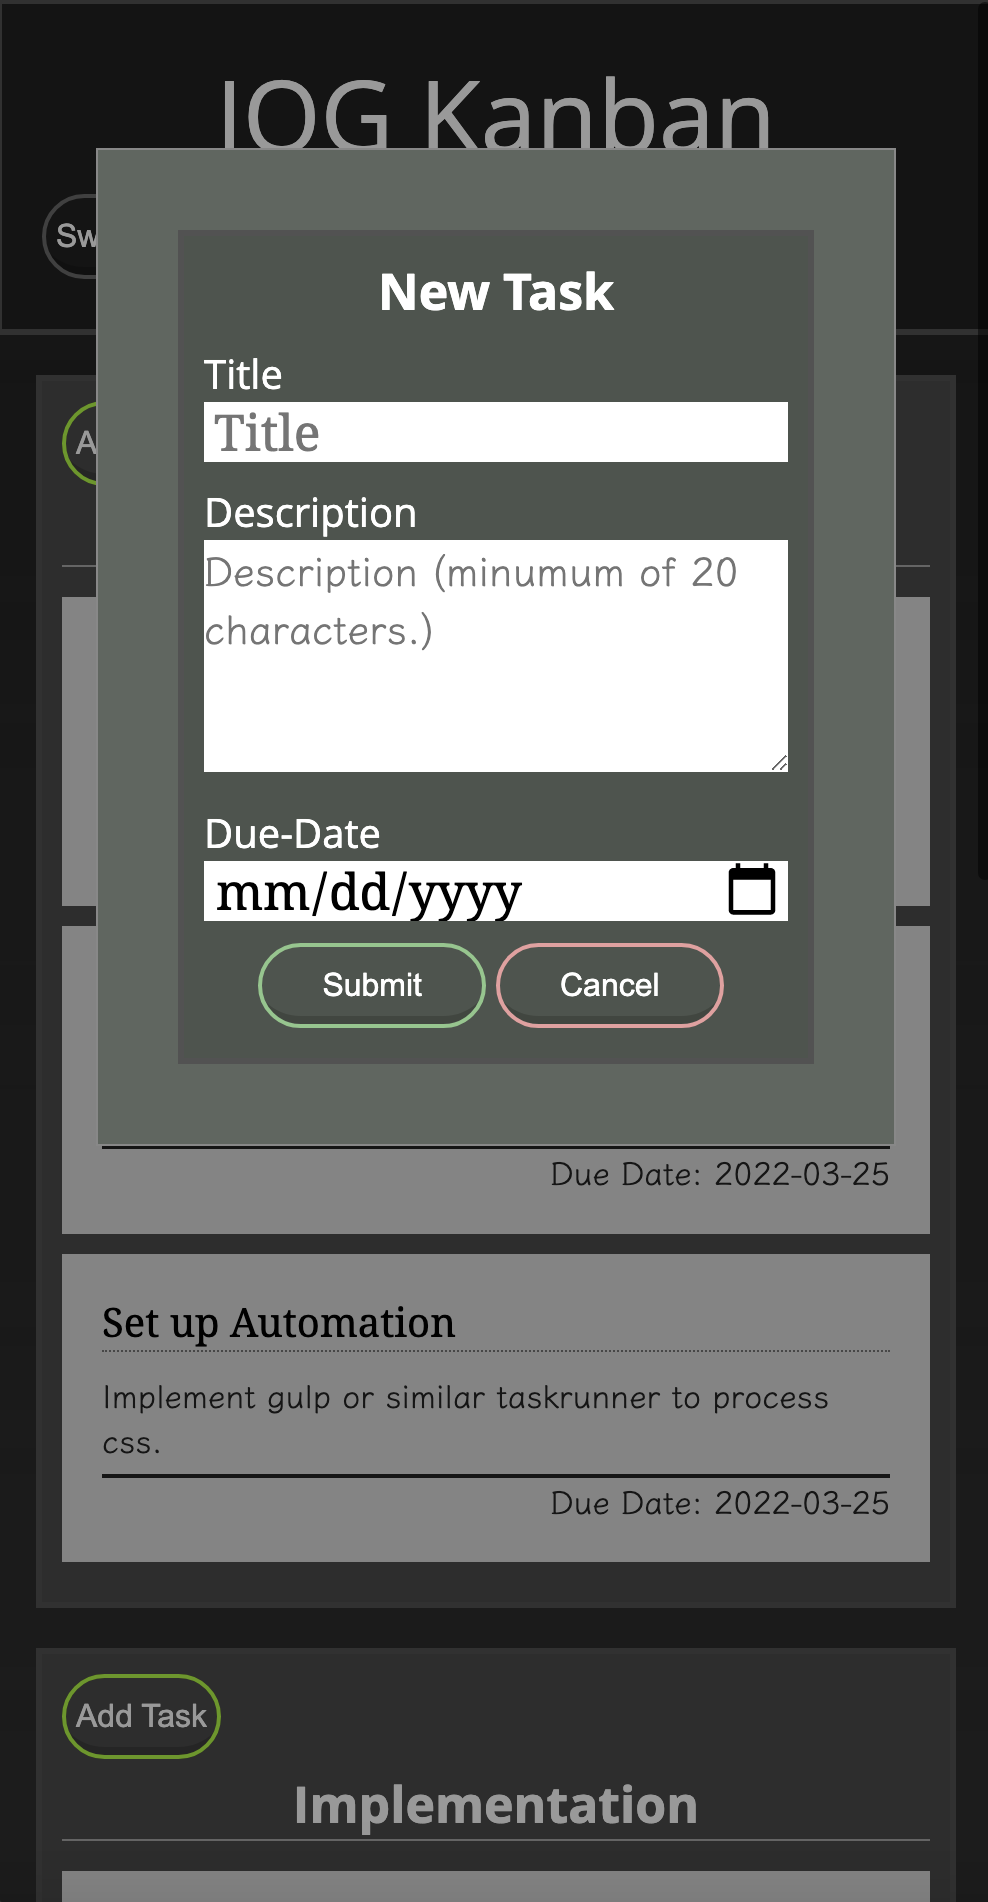 JOG Kanban
New Task
Title
Title
Description
Description (minumum of 20
characters.)
Due-Date
mm/dd/yyyy
Submit
Cancel
Due Date: 2022-03-25
Set up Automation
Implement gulp or similar taskrunner to process
css.
Due Date: 2022-03-25
Add Task
Implementation